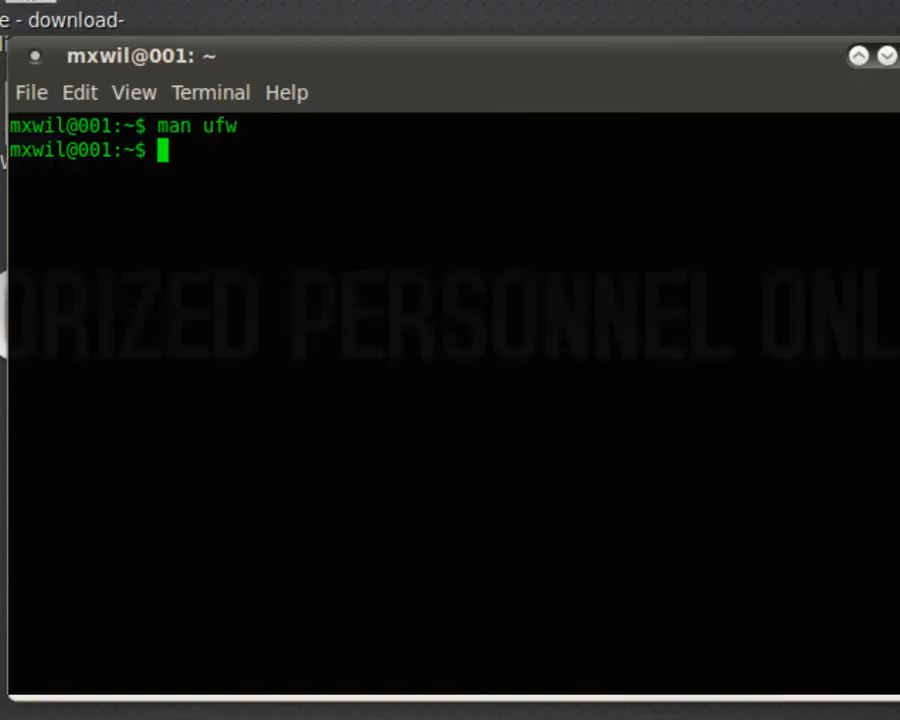 e - download-
mxwil@001: ~
File Edit View Terminal Help
mxwil@001:~$ man ufw
mxwil@001:~$
ORIZED PERSONNEL ONL